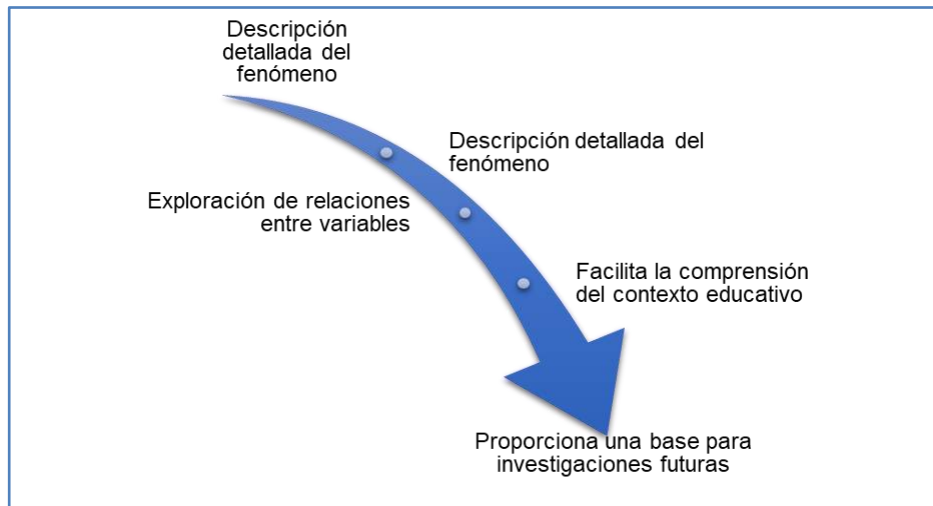 Descripción
detallada del
fenómeno
Descripción detallada del
fenómeno
Exploración de relaciones
entre variables
Facilita la comprensión
del contexto educativo
Proporciona una base para
investigaciones futuras